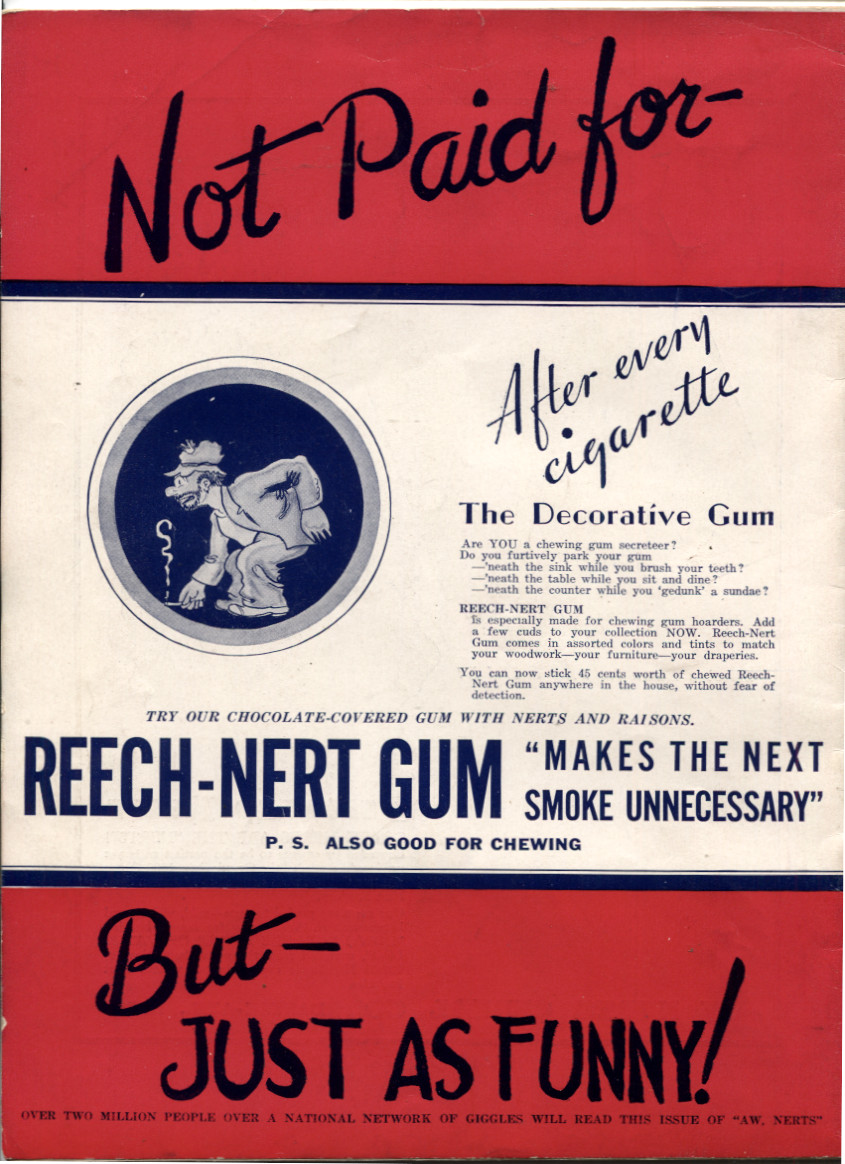 Not Paid for-
After every
cigarette
The Decorative Gum
Are YOU a chewing gum secreteer?
Do you furtively park your gum
—'neath the sink while you brush your teeth?
—'neath the table while you sit and dine?
—'neath the counter while you 'gedunk' a sundae?
REECH-NERT GUM
Is especially made for chewing gum hoarders. Add
a few cuds to your collection NOW. Reech-Nert
Gum comes in assorted colors and tints to match
your woodwork—your furniture—your draperies.
You can now stick 45 cents worth of chewed Reech-
Nert Gum anywhere in the house, without fear of
detection.
TRY OUR CHOCOLATE-COVERED GUM WITH NERTS AND RAISONS.
REECH-NERT GUM
"MAKES THE NEXT
SMOKE UNNECESSARY"
P. S. ALSO GOOD FOR CHEWING
But—
JUST AS FUNNY!
OVER TWO MILLION PEOPLE OVER A NATIONAL NETWORK OF GIGGLES WILL READ THIS ISSUE OF "AW, NERTS"